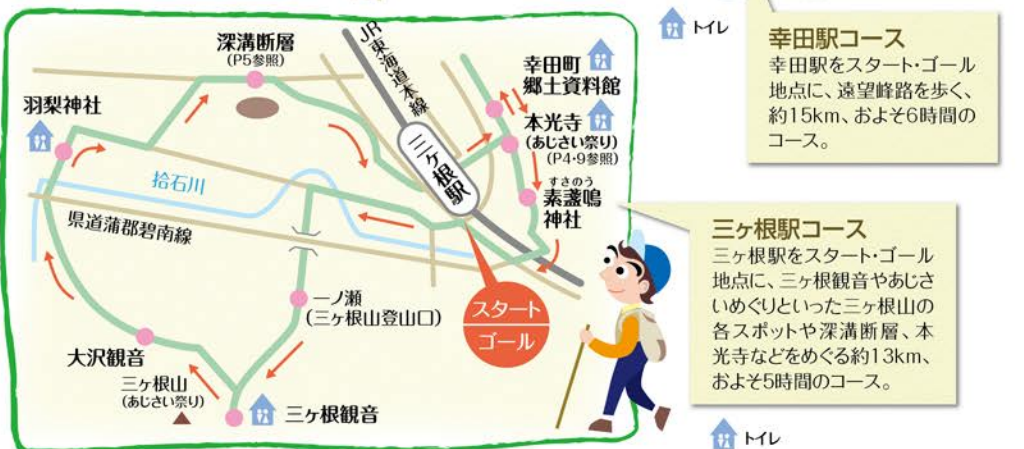 トイレ
幸田駅コース
幸田駅をスタート・ゴール
地点に、遠望峰路を歩く、
約15km、およそ6時間の
コース。
深溝断層
(P5参照)
JR東海道本線
幸田町
郷土資料館
羽梨神社
本光寺
(あじさい祭り)
(P4・9参照)
三ヶ根駅
すさのう
素盞嗚
神社
拾石川
県道蒲郡碧南線
三ヶ根駅コース
三ヶ根駅をスタート・ゴール
地点に、三ヶ根観音やあじさ
いめぐりといった三ヶ根山の
各スポットや深溝断層、本
光寺などをめぐる約13km、
およそ5時間のコース。
一ノ瀬
(三ヶ根山登山口)
スタート
ゴール
大沢観音
三ヶ根山
(あじさい祭り)
三ヶ根観音
トイレ